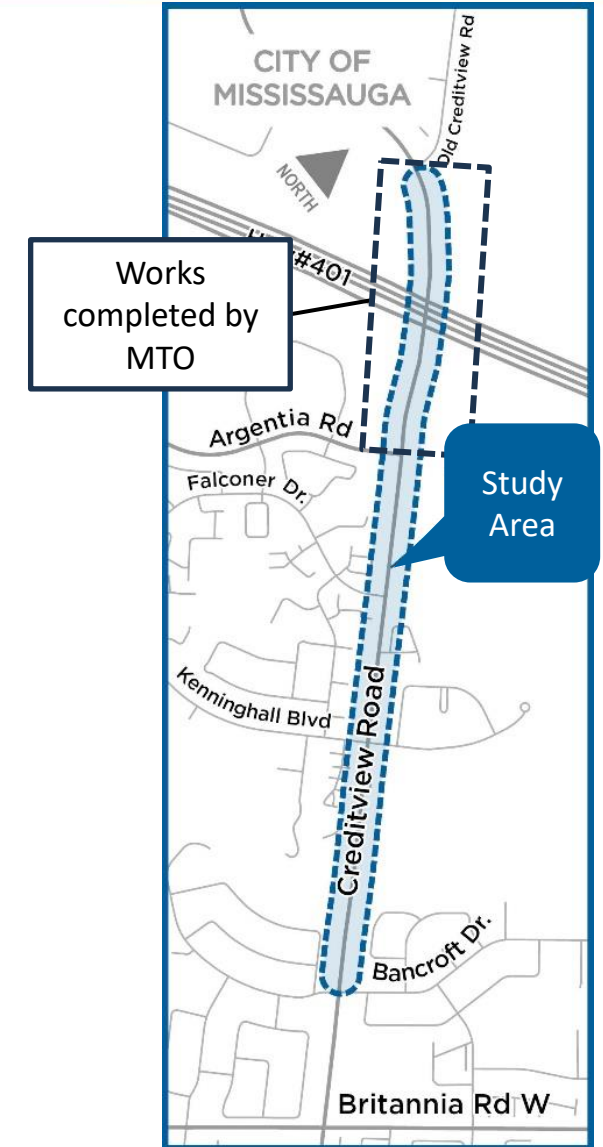 CITY OF
MISSISSAUGA
Old Creditview Rd
NORTH
#401
Works
completed by
MTO
Argentia Rd
Falconer Dr.
Study
Area
Kenninghall Blvd
Creditview Road
Bancroft Dr.
Britannia Rd W